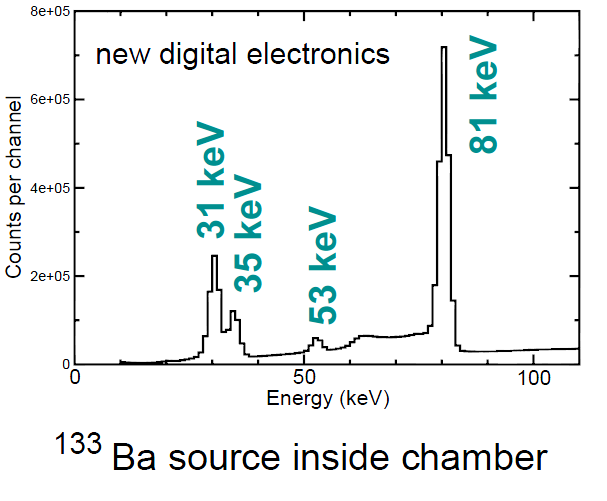 8e+05
6e+05
4e+05
2e+05
0
Counts per channel
new digital electronics
31 keV
35 keV
53 keV
81 keV
0
50
100
Energy (keV)
133 Ba source inside chamber